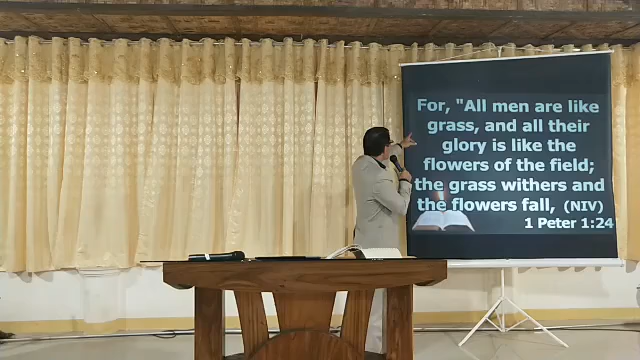 For, "All men are like
grass, and all their
glory is like the
flowers of the field;
the grass withers and
the flowers fall, (NIV)
1 Peter 1:24